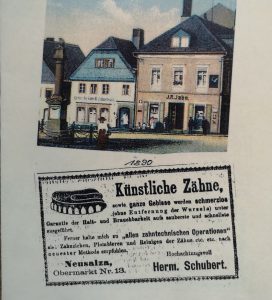 J.A. Jahn.
1890
Künstliche Zähne,
sowie ganze Gebisse werden schmerzlos
(ohne Entfernung der Wurzeln) unter
Garantie der Halt- und Brauchbarkeit aufs sauberste und schnellste
ausgeführt.
Ferner halte mich zu „Allen zahntechnischen Operationen"
als: Zahnziehen, Plombieren und Reinigen der Zähne etc. etc. nach
neuester Methode empfohlen.
Hochachtungsvoll
Neusalza,
Obermarkt Nr. 13.
Herm. Schubert.